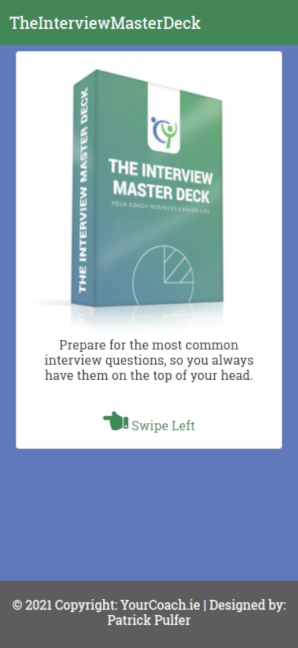 TheInterviewMasterDeck
THE INTERVIEW MASTER DECK
THE INTERVIEW
MASTER DECK
YOUR COACH BUSINESS CAREER LIFE
Prepare for the most common
interview questions, so you always
have them on the top of your head.
Swipe Left
© 2021 Copyright: YourCoach.ie | Designed by:
Patrick Pulfer